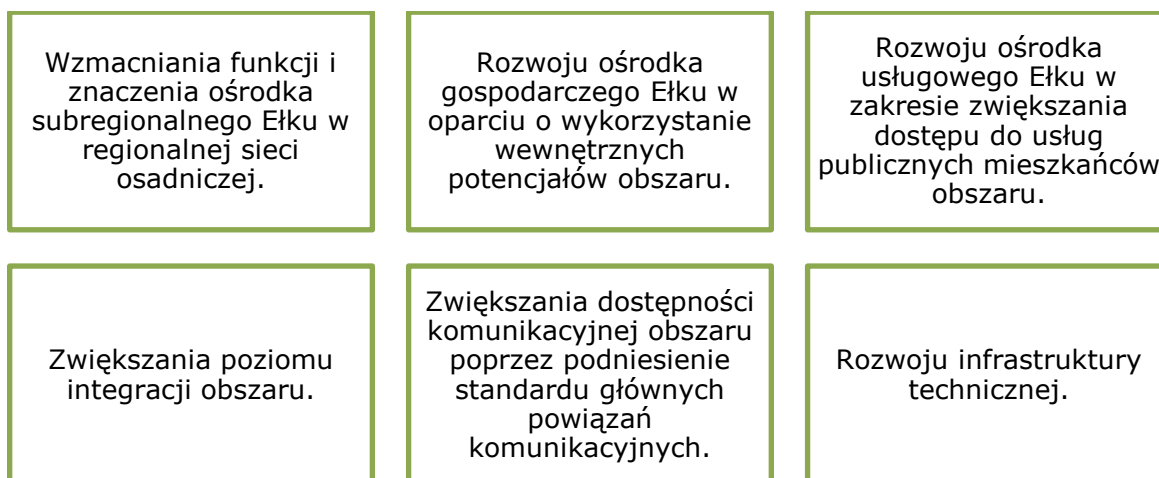 Wzmacniania funkcji i
znaczenia ośrodka
subregionalnego Ełku w
regionalnej sieci
osadniczej.
Rozwoju ośrodka
gospodarczego Ełku w
oparciu o wykorzystanie
wewnętrznych
potencjałów obszaru.
Rozwoju ośrodka
usługowego Ełku w
zakresie zwiększania
dostępu do usług
publicznych mieszkańców
obszaru.
Zwiększania poziomu
integracji obszaru.
Zwiększania dostępności
komunikacyjnej obszaru
poprzez podniesienie
standardu głównych
powiązań
komunikacyjnych.
Rozwoju infrastruktury
technicznej.